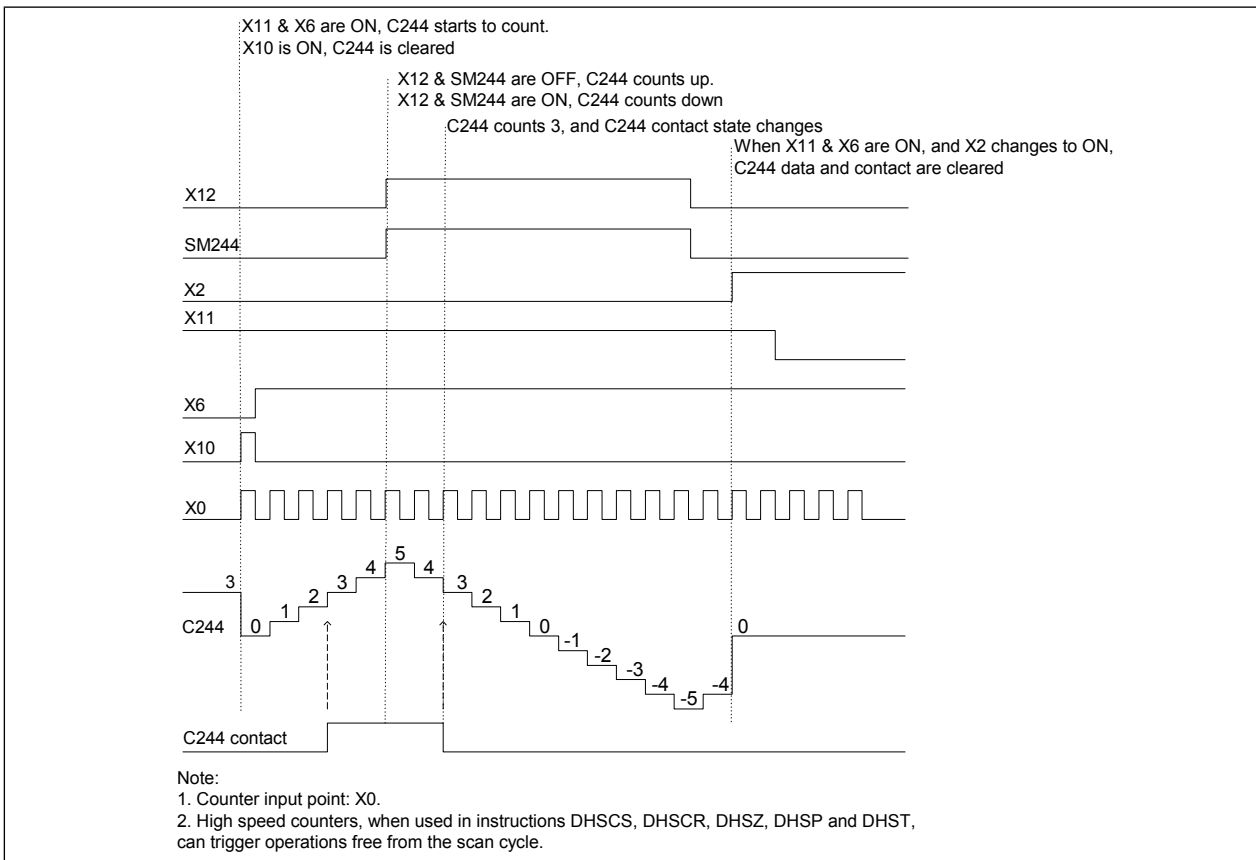 X11 & X6 are ON, C244 starts to count.
X10 is ON, C244 is cleared
X12 & SM244 are OFF, C244 counts up.
X12 & SM244 are ON, C244 counts down
C244 counts 3, and C244 contact state changes
When X11 & X6 are ON, and X2 changes to ON,
C244 data and contact are cleared
X12
SM244
X2
X11
X6
X10
X0
C244
3
0
1
2
3
4
5
4
3
2
1
0
-1
-2
-3
-4
-5
-4
0
C244 contact
Note:
1. Counter input point: X0.
2. High speed counters, when used in instructions DHSCS, DHSCR, DHSZ, DHSP and DHST,
can trigger operations free from the scan cycle.